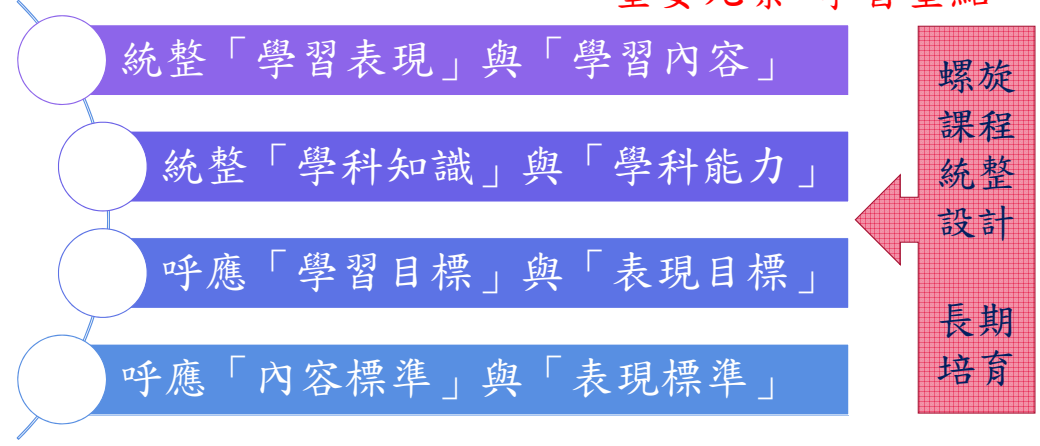 統整「學習表現」與「學習內容」
統整「學科知識」與「學科能力」
呼應「學習目標」與「表現目標」
呼應「內容標準」與「表現標準」
螺旋
課程
統整
設計
長期
培育